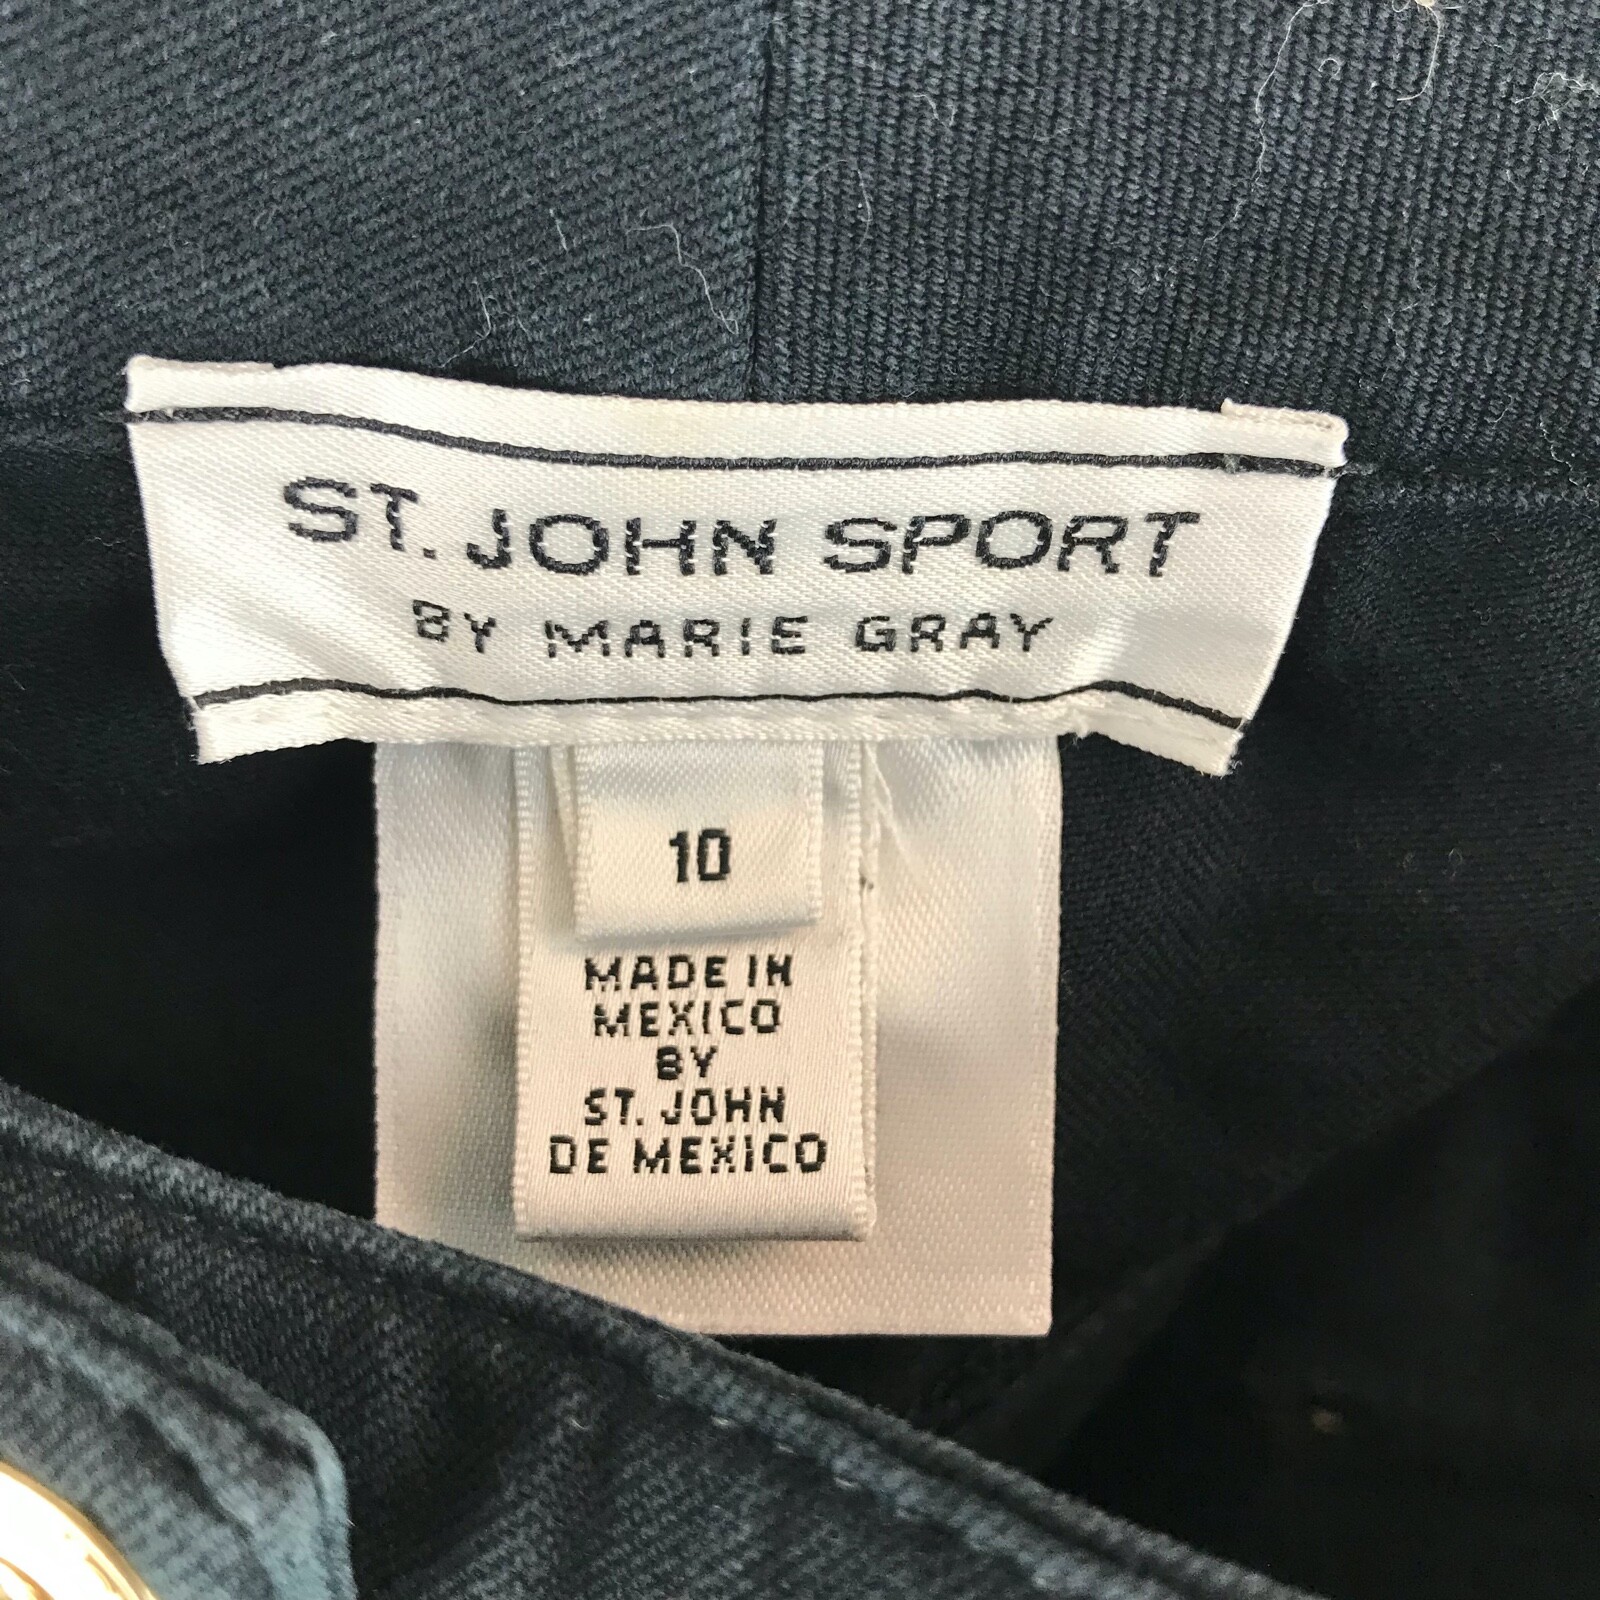 ST. JOHN SPORT
BY MARIE GRAY
10
MADE IN
MEXICO
BY
ST. JOHN
DE MEXICO